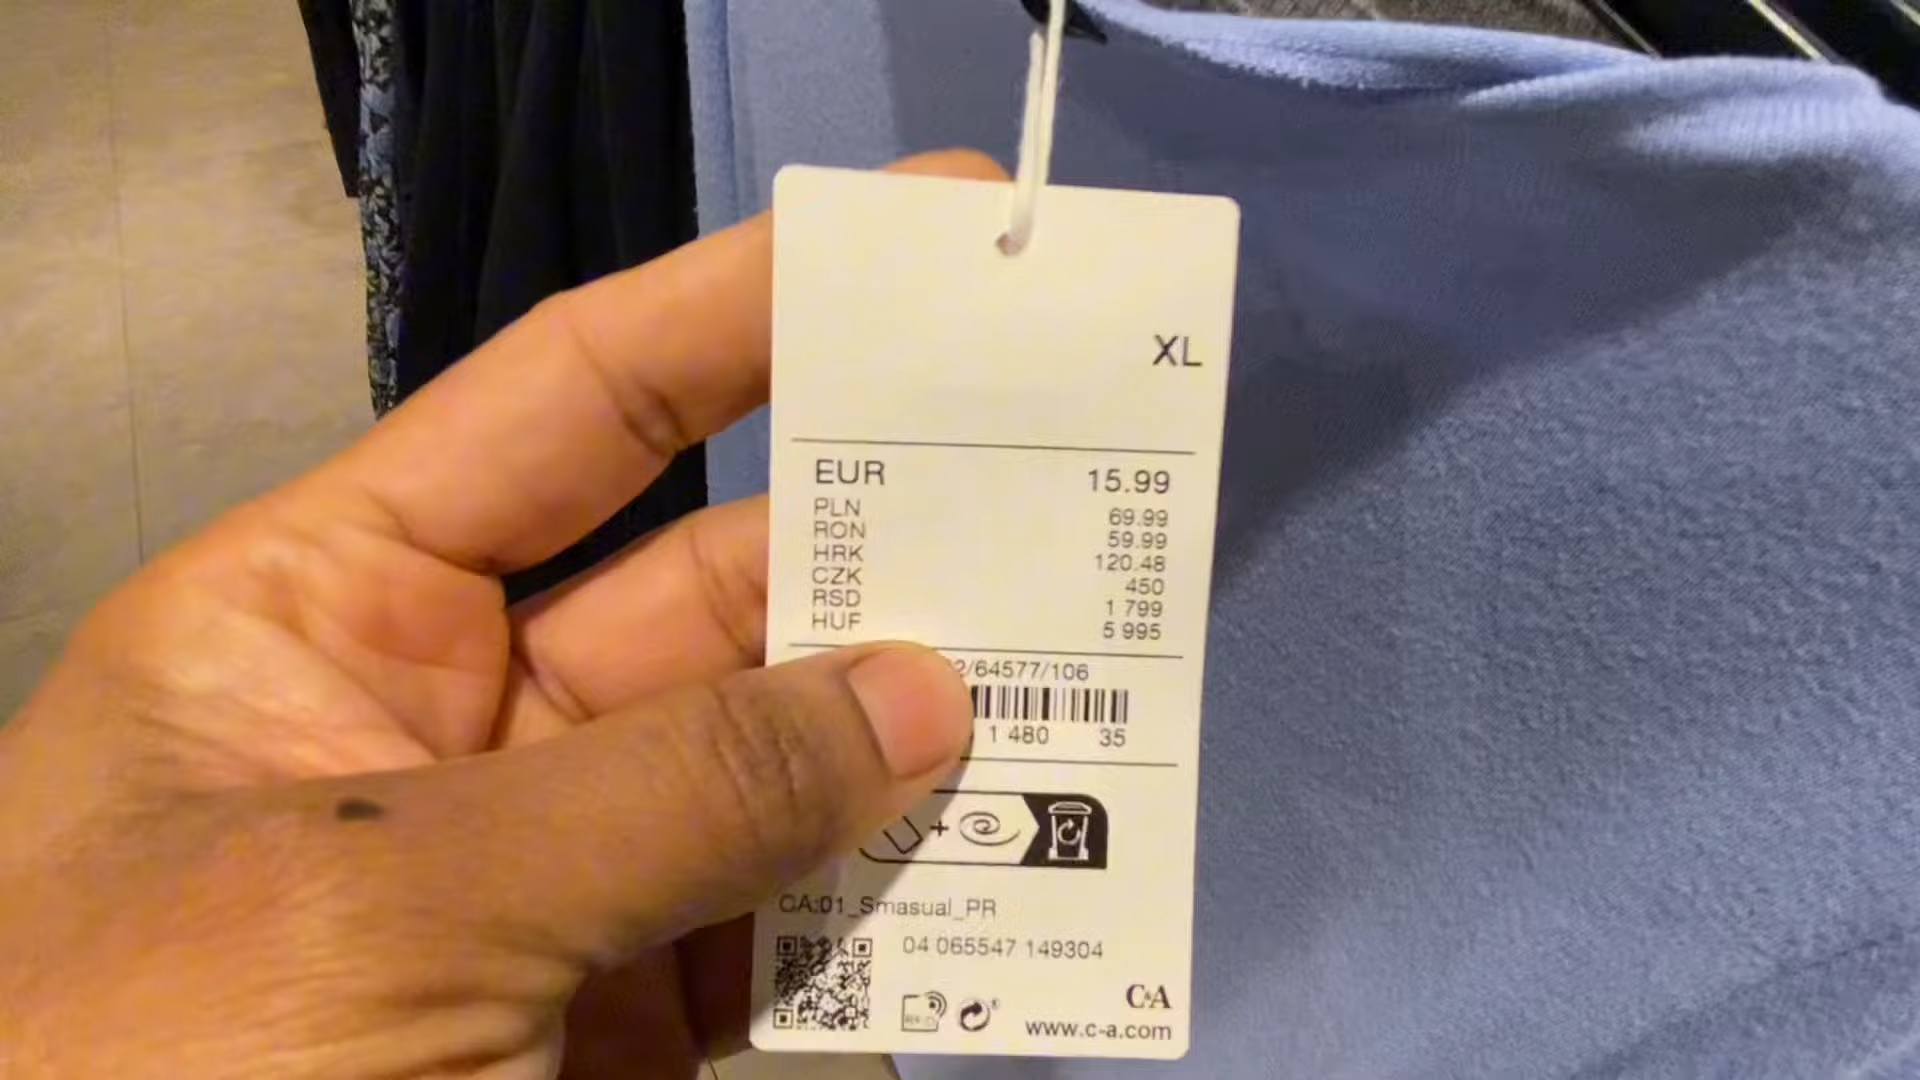 XL
EUR 15.99
PLN 69.99
RON 59.99
HRK 120.48
CZK 450
RSD 1 799
HUF 5 995
2/64577/106
1 480 35
CA:01_Smasual_PR
04 065547 149304
RFID
C&A
www.c-a.com